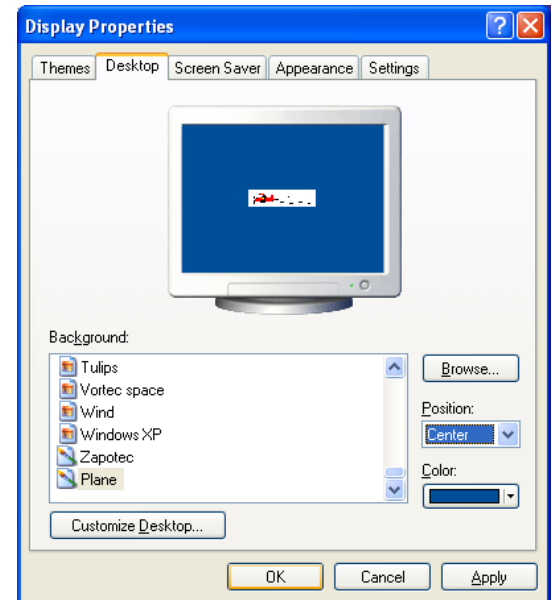 Display Properties
Themes Desktop Screen Saver Appearance Settings
Background:
Tulips
Vortec space
Wind
Windows XP
Zapotec
Plane
Browse...
Position:
Center
Color:
Customize Desktop...
OK Cancel Apply